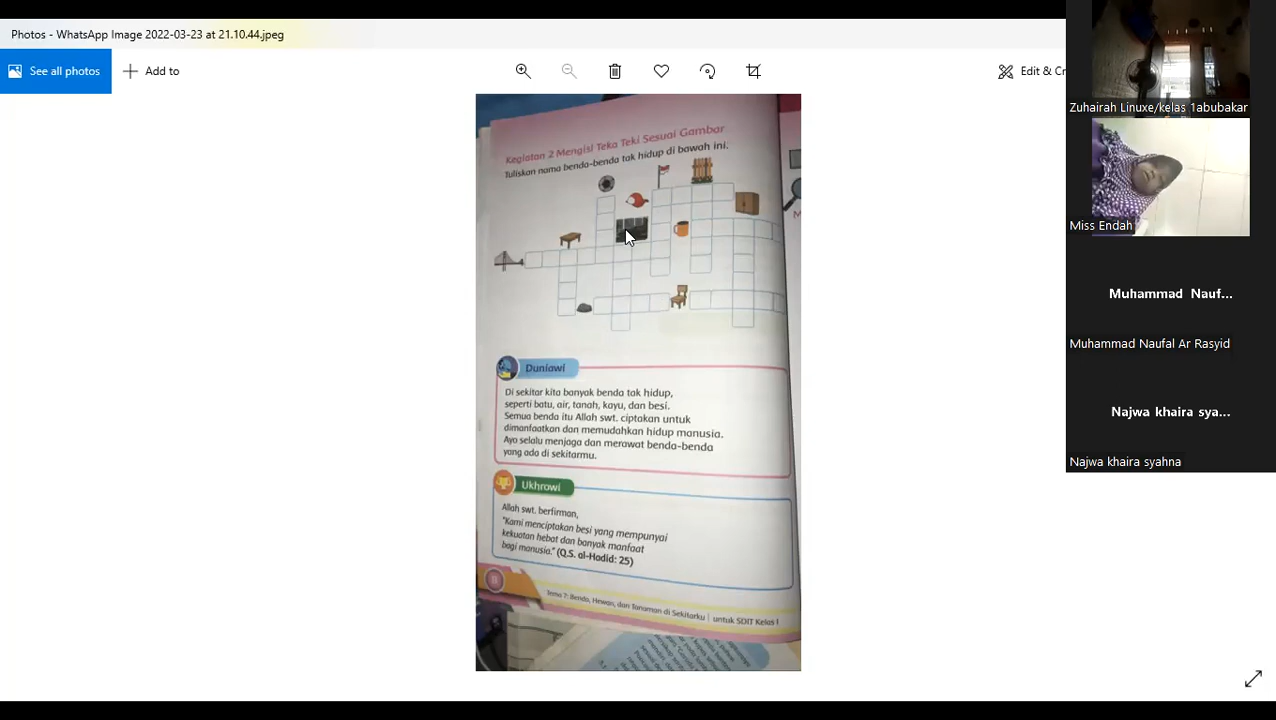 Photos - WhatsApp Image 2022-03-23 at 21.10.44.jpeg
See all photos
Add to
Edit & Cr
Kegiatan 2 Mengisi Teka Teki Sesuai Gambar
Tuliskan nama benda-benda tak hidup di bawah ini.
Duniawi
Di sekitar kita banyak benda tak hidup,
seperti batu, air, tanah, kayu, dan besi.
Semua benda itu Allah swt. ciptakan untuk
dimanfaatkan dan memudahkan hidup manusia.
Ayo selalu menjaga dan merawat benda-benda
yang ada di sekitarmu.
Ukhrowi
Allah swt. berfirman,
"Kami menciptakan besi yang mempunyai
kekuatan hebat dan banyak manfaat
bagi manusia." (Q.S. al-Hadid: 25)
Tema 7: Benda, Hewan, dan Tanaman di Sekitarku | untuk SDIT Kelas I
Zuhairah Linuxe/kelas 1abubakar
Miss Endah
Muhammad Nauf...
Muhammad Naufal Ar Rasyid
Najwa khaira sya...
Najwa khaira syahna